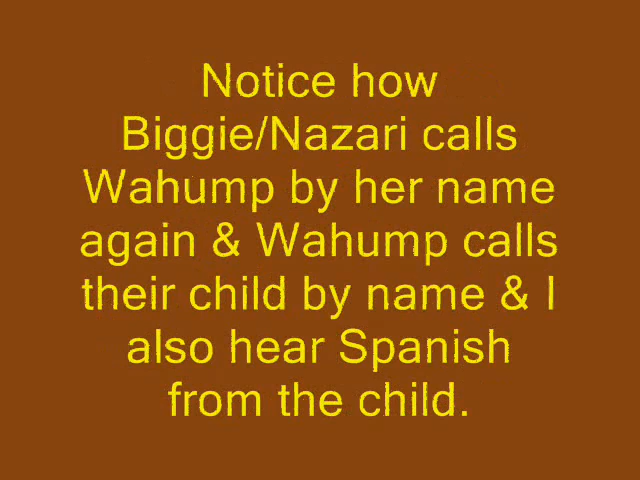 Notice how
Biggie/Nazari calls
Wahump by her name
again & Wahump calls
their child by name & I
also hear Spanish
from the child.